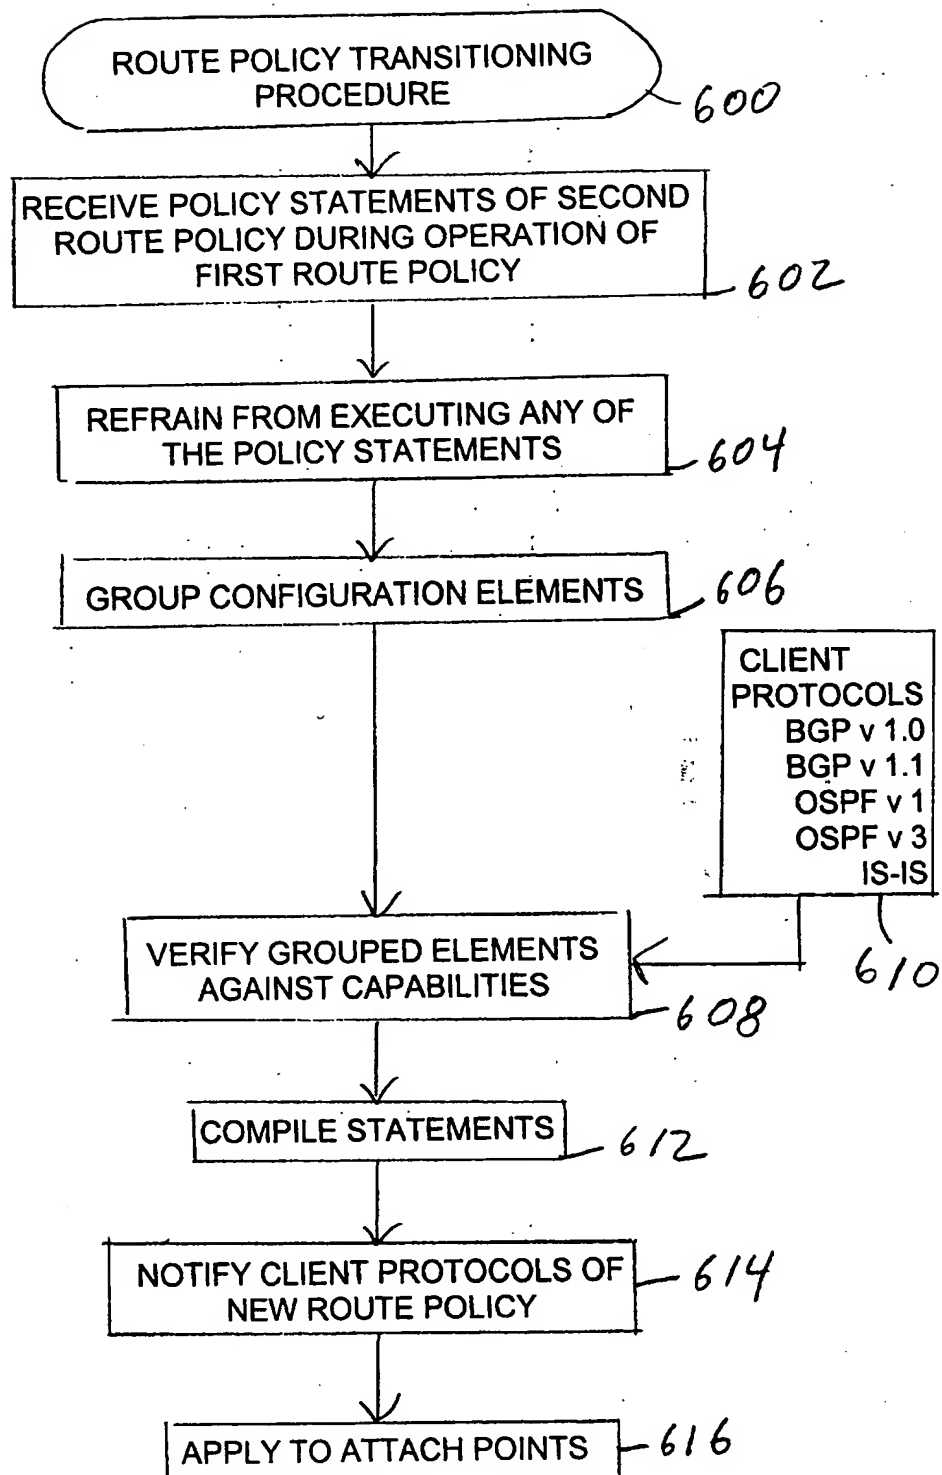 ROUTE POLICY TRANSITIONING
PROCEDURE
600
RECEIVE POLICY STATEMENTS OF SECOND
ROUTE POLICY DURING OPERATION OF
FIRST ROUTE POLICY
602
REFRAIN FROM EXECUTING ANY OF
THE POLICY STATEMENTS
604
GROUP CONFIGURATION ELEMENTS
606
CLIENT
PROTOCOLS
BGP v 1.0
BGP v 1.1
OSPF v 1
OSPF v 3
IS-IS
610
VERIFY GROUPED ELEMENTS
AGAINST CAPABILITIES
608
COMPILE STATEMENTS
612
NOTIFY CLIENT PROTOCOLS OF
NEW ROUTE POLICY
614
APPLY TO ATTACH POINTS
616